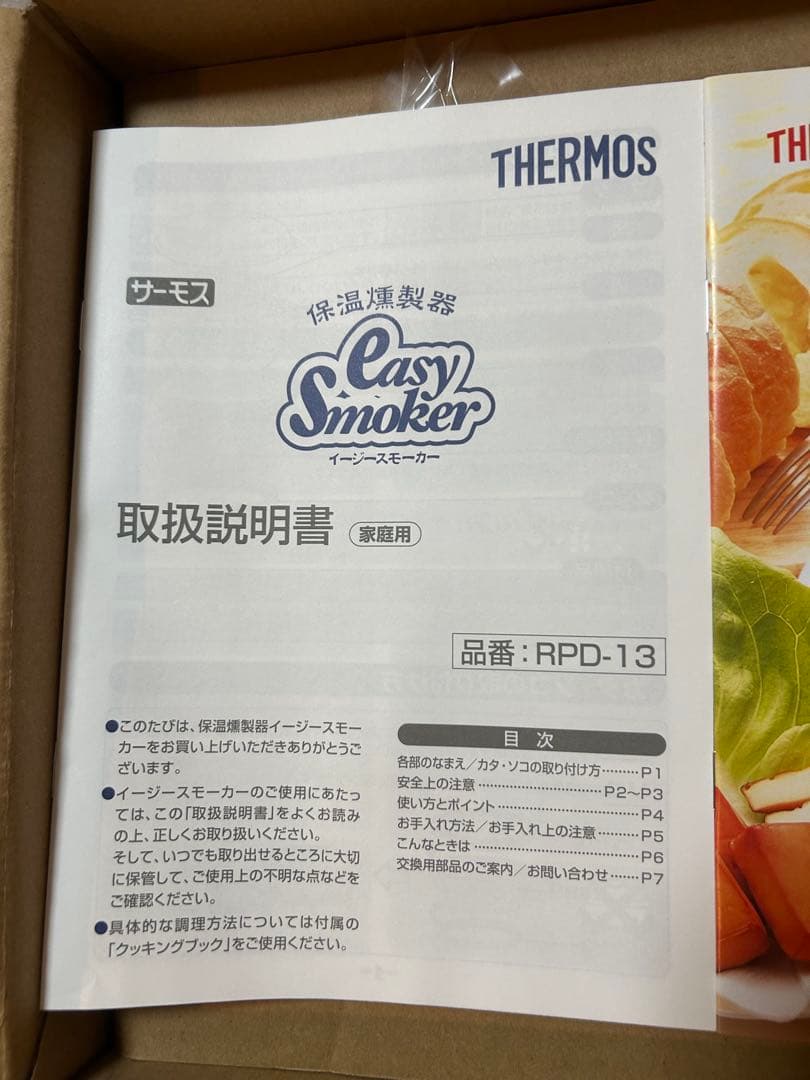 THERMOS
TH
サーモス
保温燻製器
easy
Smoker
イージースモーカー
取扱説明書 家庭用
品番:RPD-13
●このたびは、保温燻製器イージースモー
カーをお買い上げいただきありがとうご
ざいます。
●イージースモーカーのご使用にあたっ
ては、この「取扱説明書」をよくお読み
の上、正しくお取り扱いください。
そして、いつでも取り出せるところに大切
に保管して、ご使用上の不明な点などを
ご確認ください。
●具体的な調理方法については付属の
「クッキングブック」をご使用ください。
目次
各部のなまえ/カタ・ソコの取り付け方………P1
安全上の注意…………………………P2〜P3
使い方とポイント………………………………P4
お手入れ方法/お手入れ上の注意………P5
こんなときは……………………………………P6
交換用部品のご案内/お問い合わせ……P7